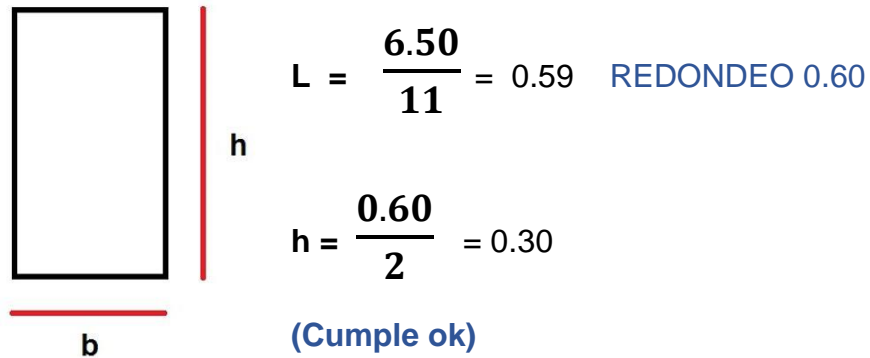 L = 6.50/11 = 0.59 REDONDEO 0.60
h
h = 0.60/2 = 0.30
b
(Cumple ok)